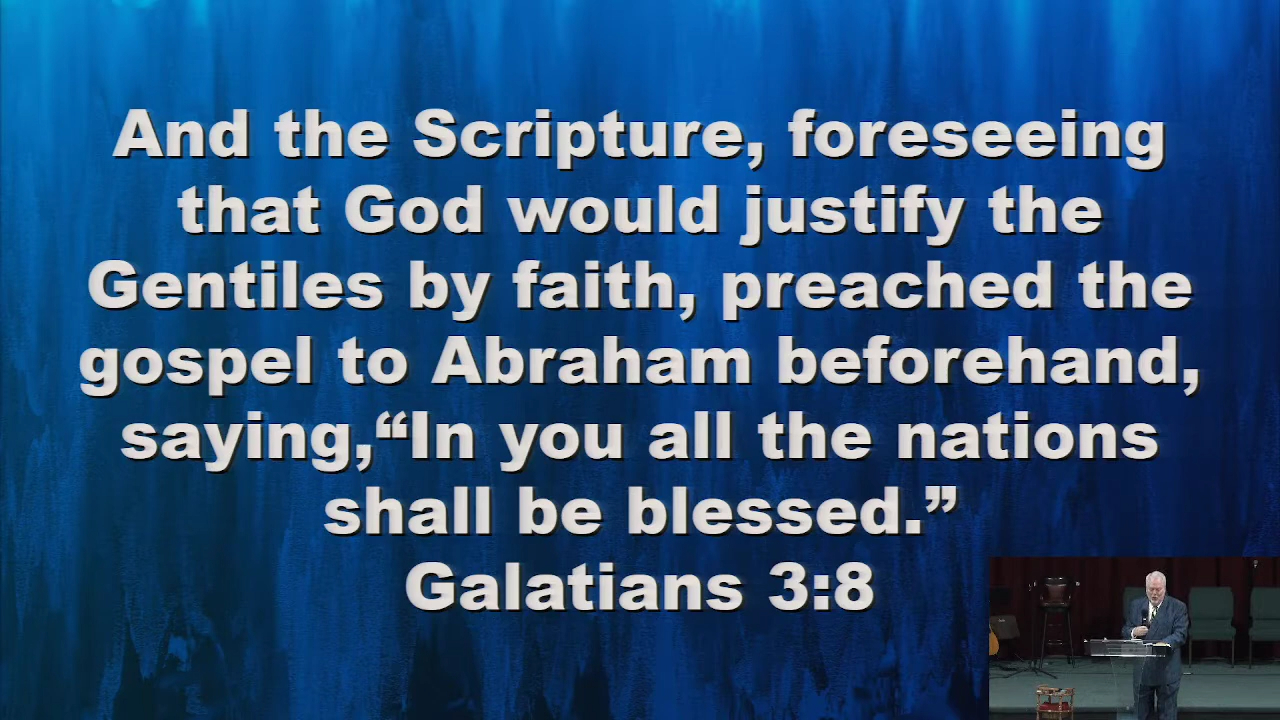 And the Scripture, foreseeing
that God would justify the
Gentiles by faith, preached the
gospel to Abraham beforehand,
saying,“In you all the nations
shall be blessed.”
Galatians 3:8